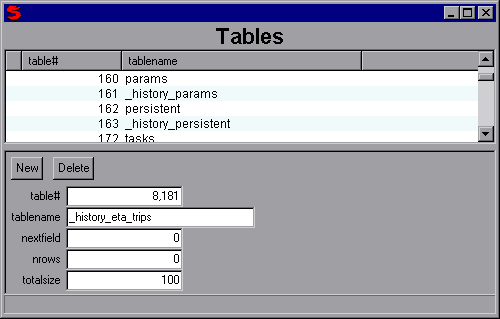 Tables
table# tablename
160 params
161 _history_params
162 persistent
163 _history_persistent
172 tasks
New Delete
table# 8,181
tablename _history_eta_trips
nextfield 0
nrows 0
totalsize 100